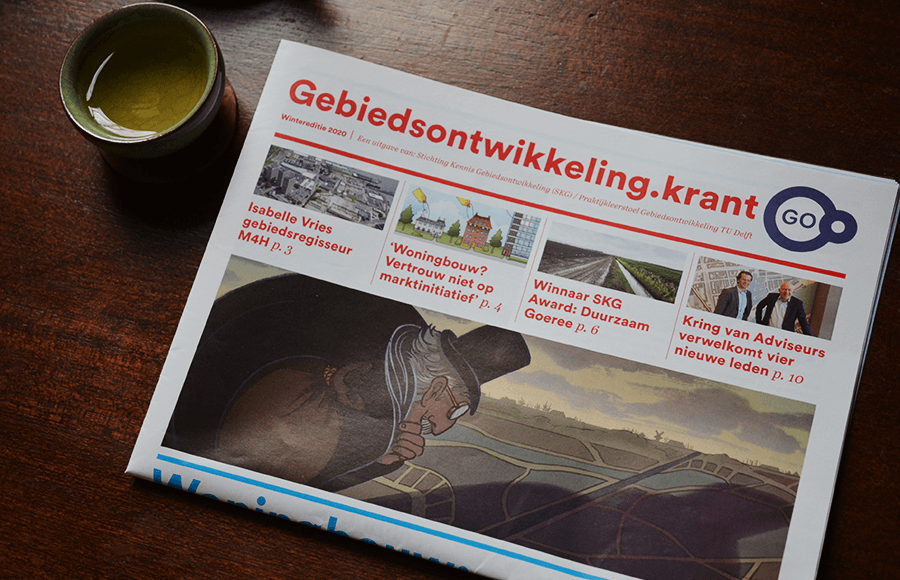 Gebiedsontwikkeling.krant
Wintereditie 2020 | Een uitgave van: Stichting Kennis Gebiedsontwikkeling (SKG) / Praktijkleerstoel Gebiedsontwikkeling TU Delft
GO
Isabelle Vries
gebiedsregisseur
M4H p. 3
‘Woningbouw?
Vertrouw niet op
marktinitiatief’ p. 4
Winnaar SKG
Award: Duurzaam
Goeree p. 6
Kring van Adviseurs
verwelkomt vier
nieuwe leden p. 10